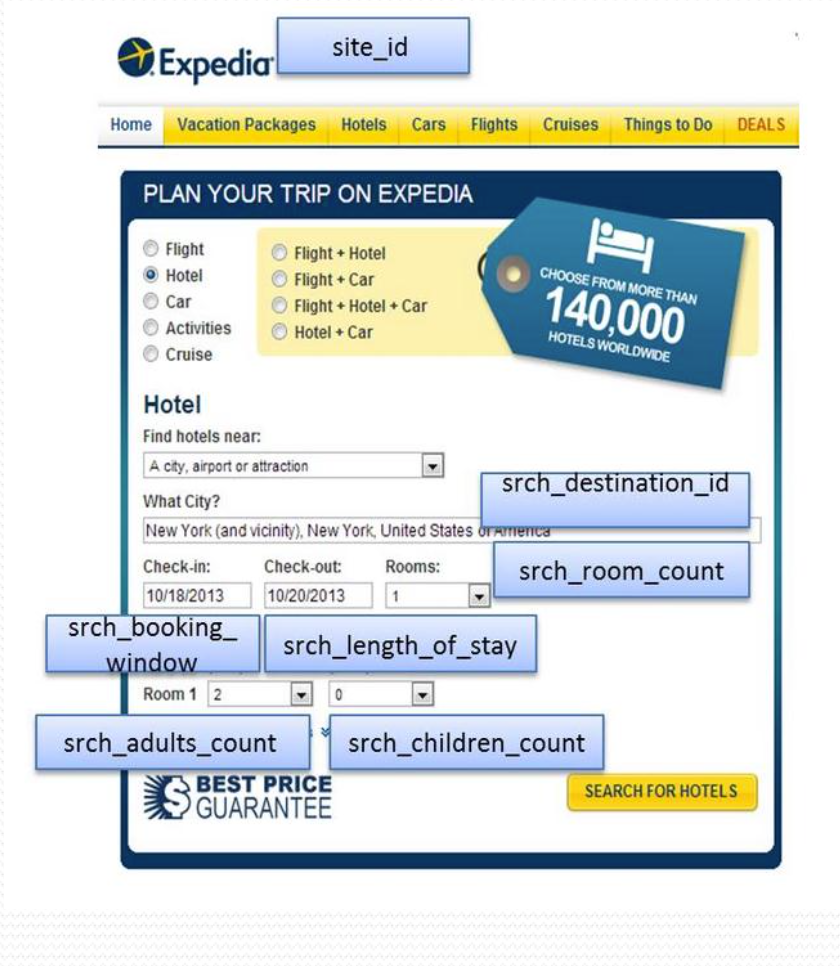 Expedia
site_id
Home Vacation Packages Hotels Cars Flights Cruises Things to Do DEALS
PLAN YOUR TRIP ON EXPEDIA
Flight
Hotel
Car
Activities
Cruise
Flight + Hotel
Flight + Car
Flight + Hotel + Car
Hotel + Car
CHOOSE FROM MORE THAN
140,000
HOTELS WORLDWIDE
Hotel
Find hotels near:
A city, airport or attraction
srch_destination_id
What City?
New York (and vicinity), New York, United States of America
Check-in: Check-out: Rooms:
srch_room_count
10/18/2013 10/20/2013 1
srch_booking_
window
srch_length_of_stay
Room 1 2 0
srch_adults_count srch_children_count
BEST PRICE
GUARANTEE
SEARCH FOR HOTELS